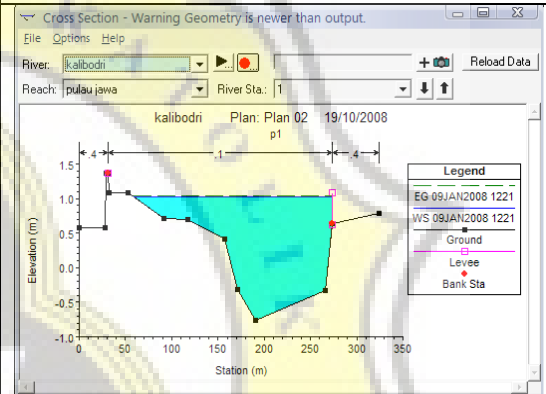 Cross Section - Warning Geometry is newer than output.
File Options Help
River: kalibodri Reload Data
Reach: pulau jawa River Sta.: 1
kalibodri Plan: Plan 02 19/10/2008
p1
.4 .1 .4
1.5
1.0
0.5
0.0
-0.5
-1.0
0 50 100 150 200 250 300 350
Elevation (m)
Station (m)
Legend
EG 09JAN2008 1221
WS 09JAN2008 1221
Ground
Levee
Bank Sta